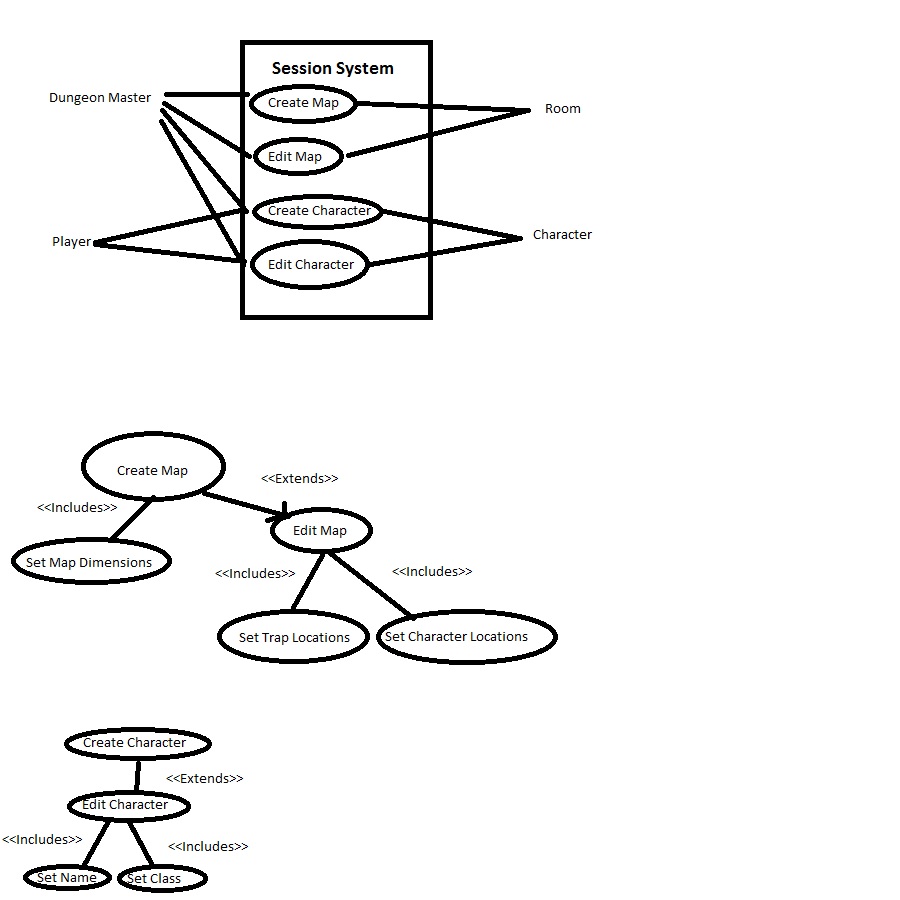 Session System
Dungeon Master
Create Map
Room
Edit Map
Create Character
Player
Character
Edit Character
Create Map
<<Extends>>
<<Includes>>
Edit Map
Set Map Dimensions
<<Includes>>
<<Includes>>
Set Trap Locations
Set Character Locations
Create Character
<<Extends>>
Edit Character
<<Includes>>
<<Includes>>
Set Name
Set Class